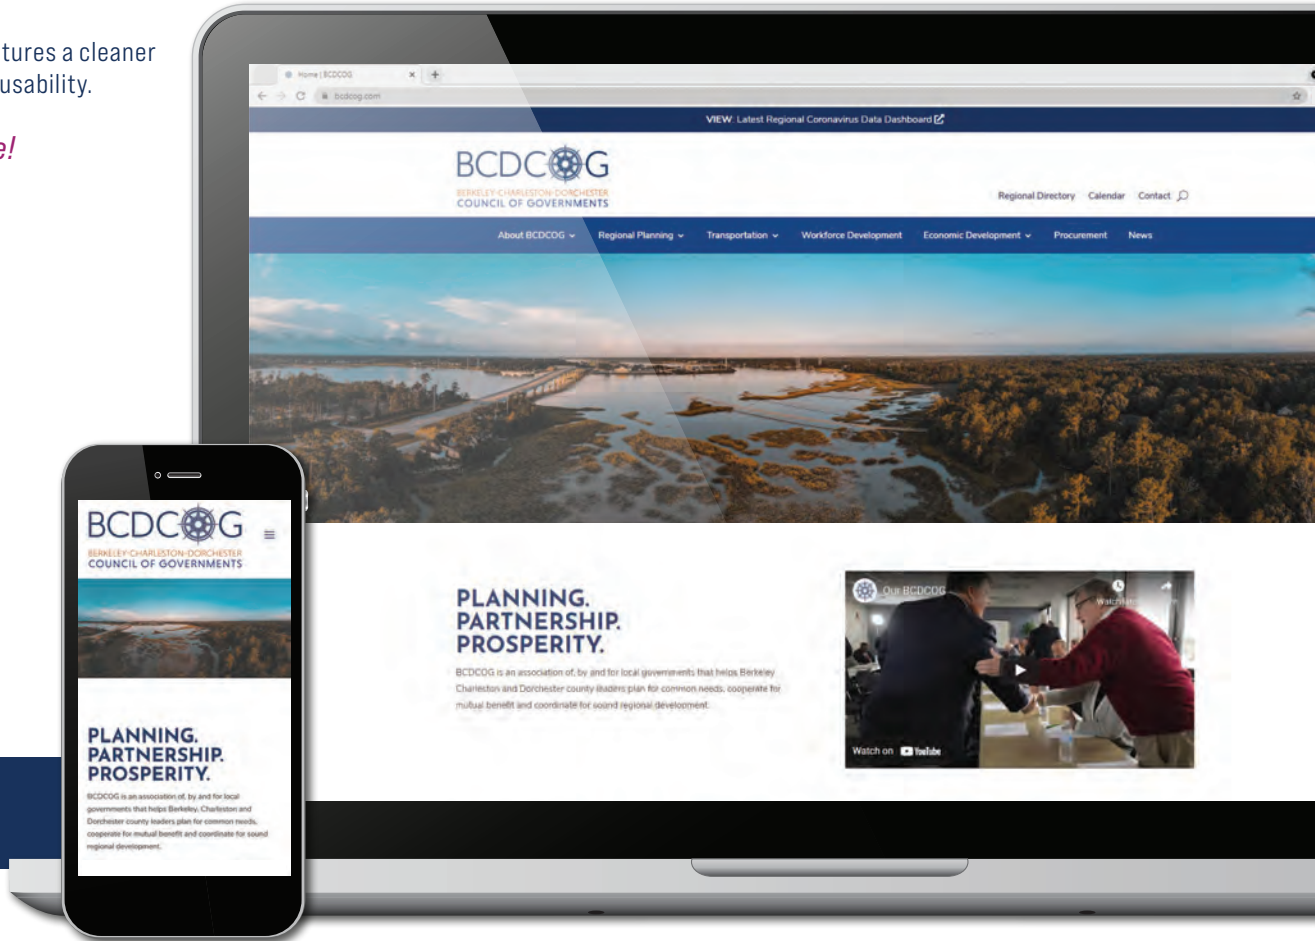 tures a cleaner
usability.
e!
Home | BCDCOG
bcdcog.com
VIEW: Latest Regional Coronavirus Data Dashboard
BCDCOG
BERKELEY-CHARLESTON-DORCHESTER
COUNCIL OF GOVERNMENTS
Regional Directory Calendar Contact
About BCDCOG Regional Planning Transportation Workforce Development Economic Development Procurement News
PLANNING.
PARTNERSHIP.
PROSPERITY.
BCDCOG is an association of, by and for local governments that helps Berkeley
Charleston and Dorchester county leaders plan for common needs, cooperate for
mutual benefit and coordinate for sound regional development.
Our BCDCOG
Watch on YouTube
BCDCOG
BERKELEY-CHARLESTON-DORCHESTER
COUNCIL OF GOVERNMENTS
PLANNING.
PARTNERSHIP.
PROSPERITY.
BCDCOG is an association of, by and for local
governments that helps Berkeley, Charleston and
Dorchester county leaders plan for common needs,
cooperate for mutual benefit and coordinate for sound
regional development.